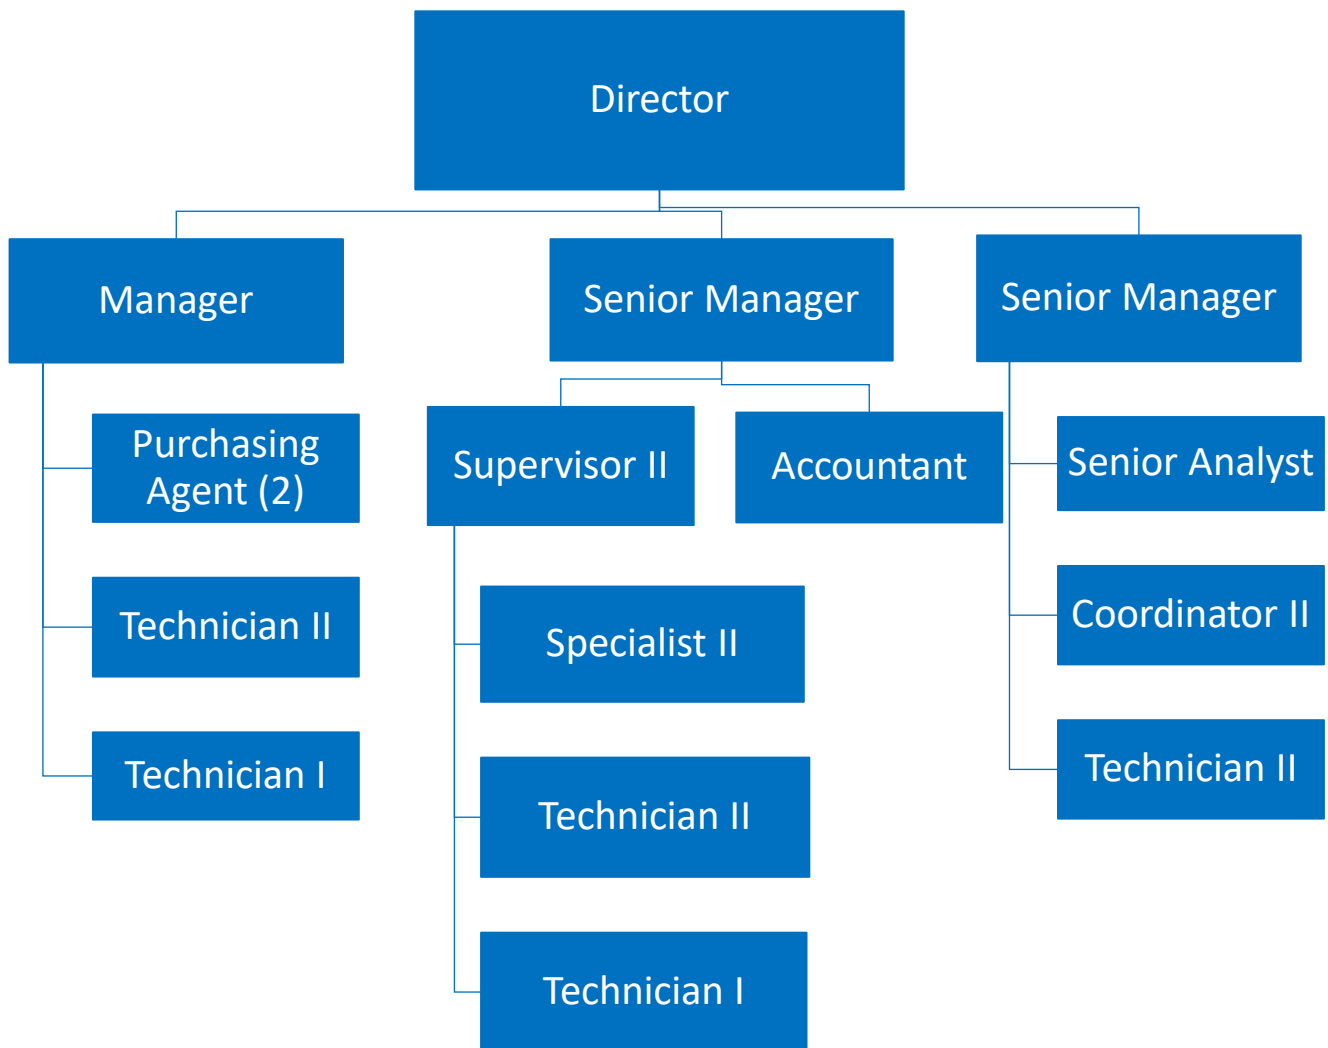 Director
Manager
Senior Manager
Senior Manager
Purchasing
Agent (2)
Technician II
Technician I
Supervisor II
Accountant
Specialist II
Technician II
Technician I
Senior Analyst
Coordinator II
Technician II